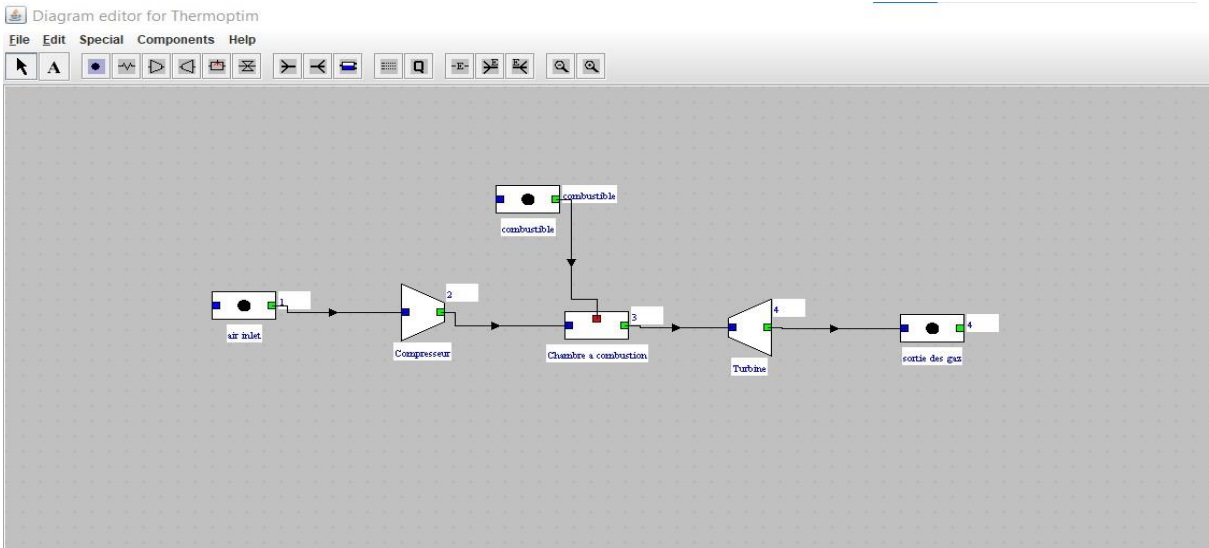 Diagram editor for Thermoptim
File Edit Special Components Help
A Q -E- E E
combustible
combustible
1
air inlet
2
Compresseur
3
Chambre a combustion
4
Turbine
4
sortie des gaz